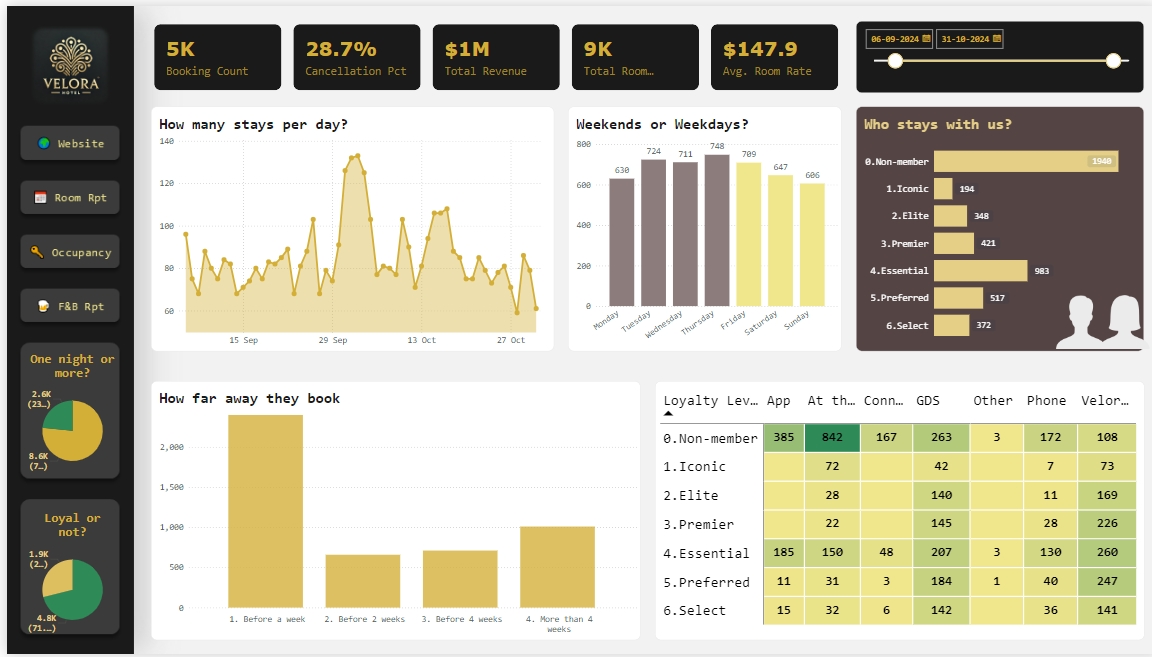 VELORA
HOTEL
Website
Room Rpt
Occupancy
F&B Rpt
One night or
more?
2.6K
(23…)
8.6K
(7…)
Loyal or
not?
1.9K
(2…)
4.8K
(71.…)
5K
Booking Count
28.7%
Cancellation Pct
$1M
Total Revenue
9K
Total Room…
$147.9
Avg. Room Rate
06-09-2024 31-10-2024
How many stays per day?
140
120
100
80
60
15 Sep 29 Sep 13 Oct 27 Oct
Weekends or Weekdays?
800
600
400
200
0
630 724 711 748 709 647 606
Monday Tuesday Wednesday Thursday Friday Saturday Sunday
Who stays with us?
0.Non-member 1940
1.Iconic 194
2.Elite 348
3.Premier 421
4.Essential 983
5.Preferred 517
6.Select 372
How far away they book
2,000
1,500
1,000
500
0
1. Before a week 2. Before 2 weeks 3. Before 4 weeks 4. More than 4
weeks
Loyalty Lev… App At th… Conn… GDS Other Phone Velor…
0.Non-member 385 842 167 263 3 172 108
1.Iconic 72 42 7 73
2.Elite 28 140 11 169
3.Premier 22 145 28 226
4.Essential 185 150 48 207 3 130 260
5.Preferred 11 31 3 184 1 40 247
6.Select 15 32 6 142 36 141